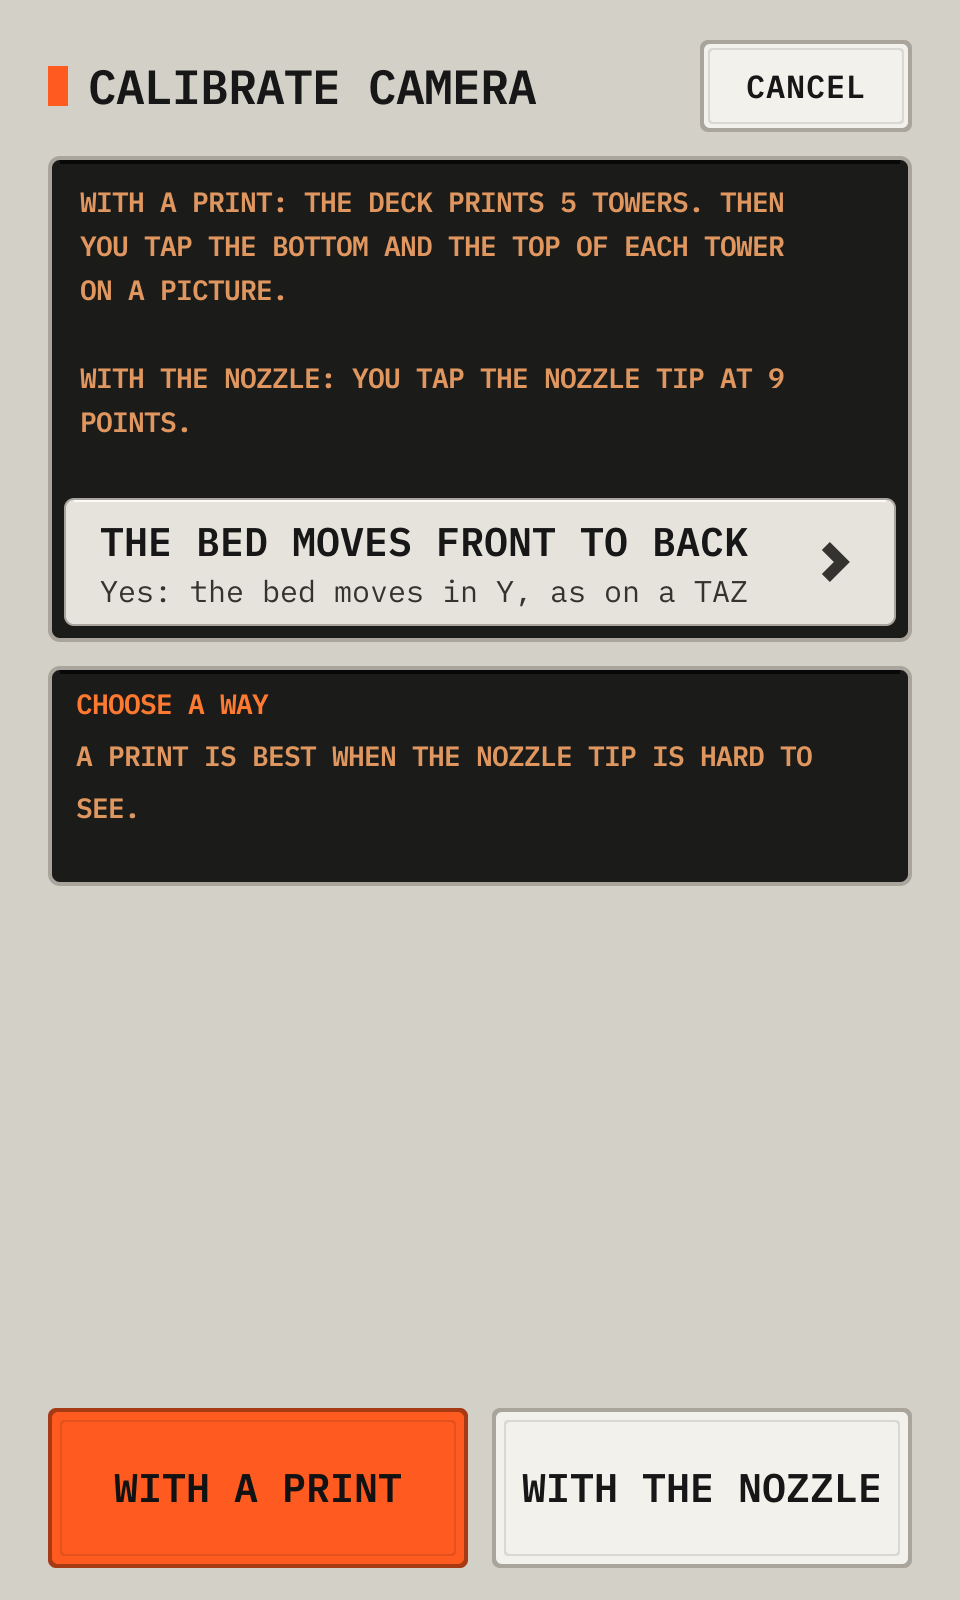 CALIBRATE CAMERA
CANCEL
WITH A PRINT: THE DECK PRINTS 5 TOWERS. THEN
YOU TAP THE BOTTOM AND THE TOP OF EACH TOWER
ON A PICTURE.
WITH THE NOZZLE: YOU TAP THE NOZZLE TIP AT 9
POINTS.
THE BED MOVES FRONT TO BACK
Yes: the bed moves in Y, as on a TAZ
CHOOSE A WAY
A PRINT IS BEST WHEN THE NOZZLE TIP IS HARD TO
SEE.
WITH A PRINT
WITH THE NOZZLE